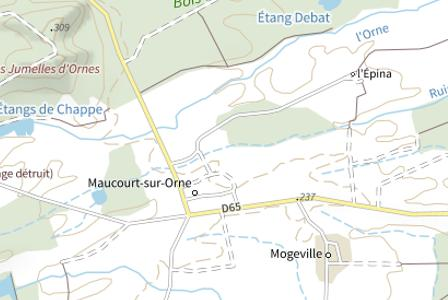 Bois
Étang Debat
309
l'Orne
s Jumelles d'Ornes
l'Épina
Étangs de Chappe
Rui
ge détruit)
Maucourt-sur-Orne
D65
237
Mogeville